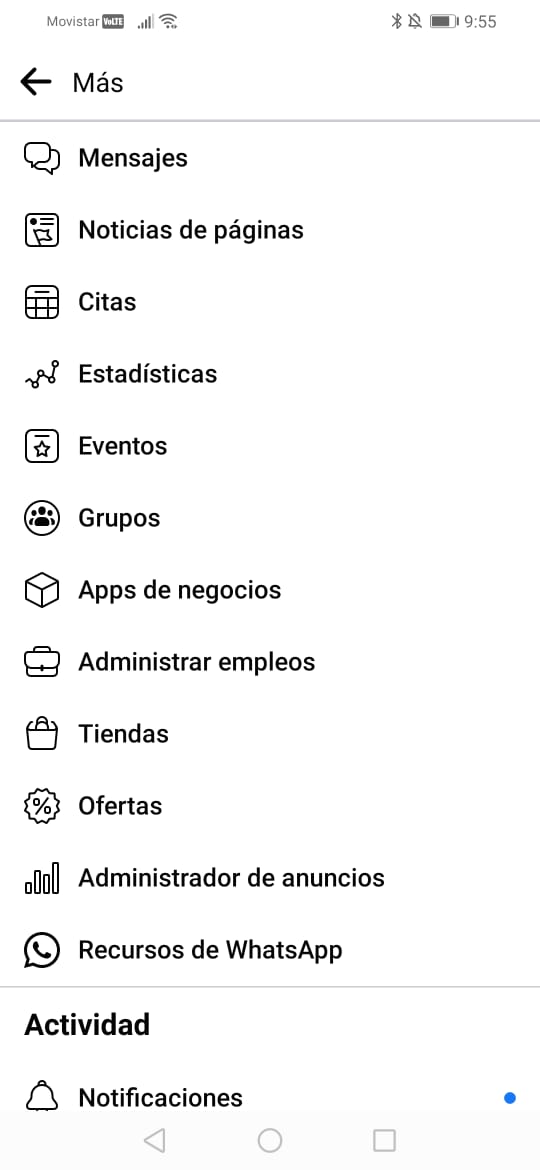 Movistar VoLTE 9:55
Más
Mensajes
Noticias de páginas
Citas
Estadísticas
Eventos
Grupos
Apps de negocios
Administrar empleos
Tiendas
Ofertas
Administrador de anuncios
Recursos de WhatsApp
Actividad
Notificaciones